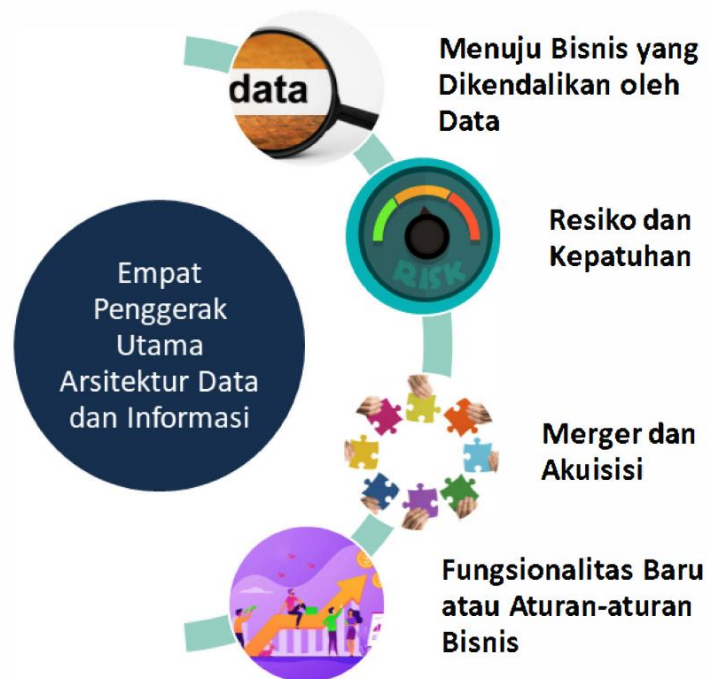 Empat
Penggerak
Utama
Arsitektur Data
dan Informasi
data
Menuju Bisnis yang
Dikendalikan oleh
Data
RISK
Resiko dan
Kepatuhan
Merger dan
Akuisisi
Fungsionalitas Baru
atau Aturan-aturan
Bisnis